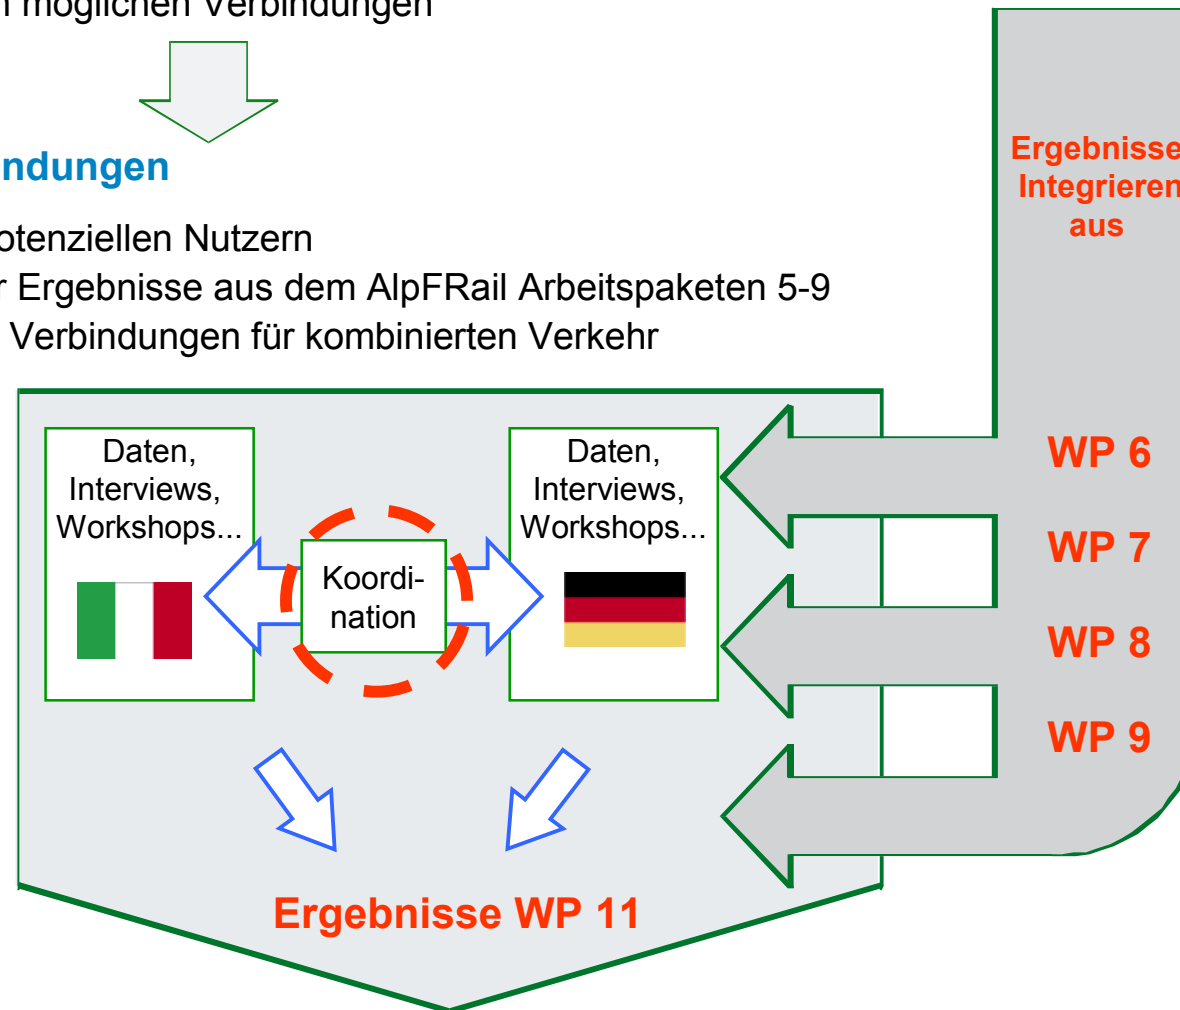 möglichen Verbindungen
ndungen
otenziellen Nutzern
r Ergebnisse aus dem AlpFRail Arbeitspaketen 5-9
Verbindungen für kombinierten Verkehr
Ergebnisse
Integrieren
aus
WP 6
WP 7
WP 8
WP 9
Daten,
Interviews,
Workshops...
Koordi-
nation
Daten,
Interviews,
Workshops...
Ergebnisse WP 11